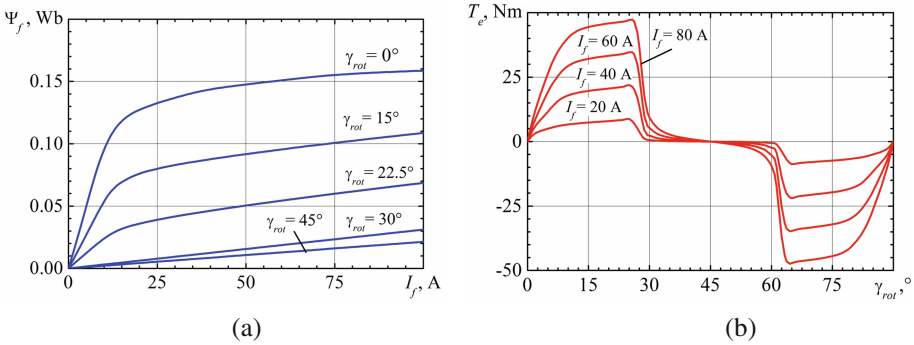 Ψf, Wb
0.15
0.10
0.05
0.00
0 25 50 75 If, A
γrot = 0°
γrot = 15°
γrot = 22.5°
γrot = 45°
γrot = 30°
(a)
Te, Nm
25
0
-25
-50
0 15 30 45 60 75 γrot,°
If = 60 A
If = 80 A
If = 40 A
If = 20 A
(b)